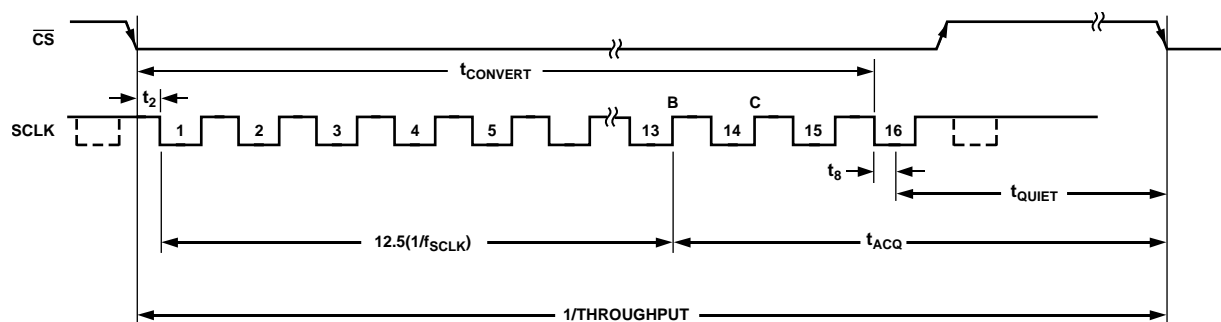 CS
tCONVERT
t2
B
C
SCLK
1
2
3
4
5
13
14
15
16
t8
tQUIET
12.5(1/fSCLK)
tACQ
1/THROUGHPUT